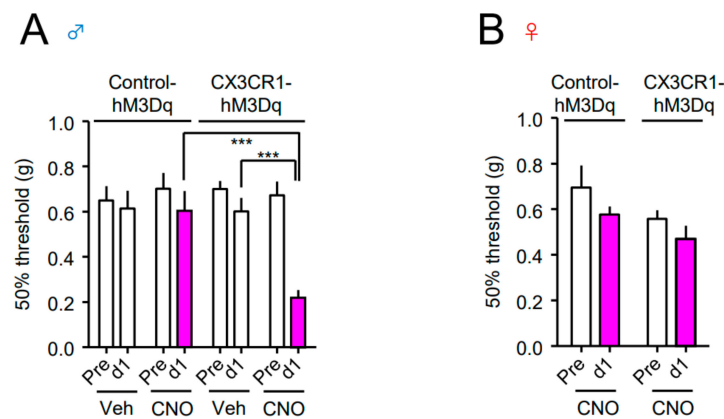 A ♂
Control-
hM3Dq
CX3CR1-
hM3Dq
1.0
0.8
0.6
0.4
0.2
0.0
50% threshold (g)
***
***
Pre d1 Pre d1 Pre d1 Pre d1
Veh CNO Veh CNO
B ♀
Control-
hM3Dq
CX3CR1-
hM3Dq
1.0
0.8
0.6
0.4
0.2
0.0
50% threshold (g)
Pre d1 Pre d1
CNO CNO